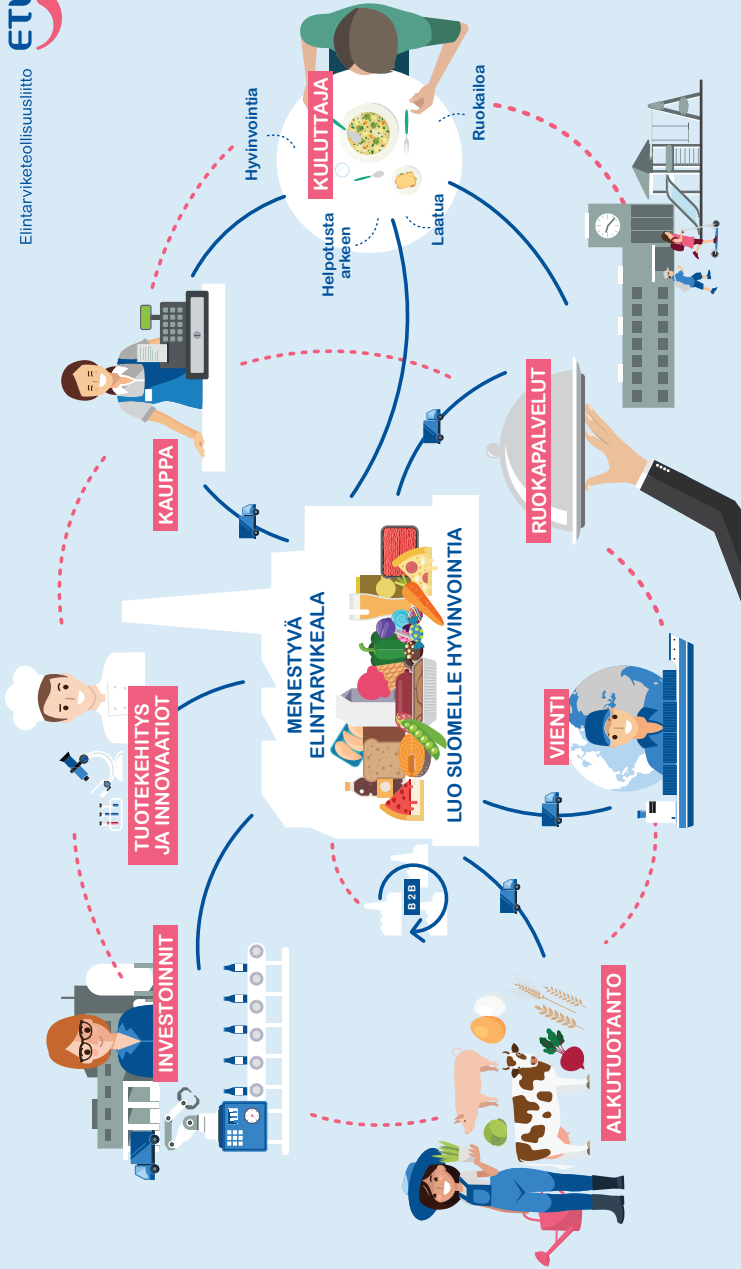 Elintarviketeollisuusliitto
TUOTEKEHITYS
JA INNOVAATIOT
INVESTOINNIT
KAUPPA
Hyvinvointia
KULUTTAJA
Helpotusta
arkeen
Laatua
Ruokailoa
MENESTYVÄ
ELINTARVIKEALA
LUO SUOMELLE HYVINVOINTIA
B2B
RUOKAPALVELUT
VIENTI
ALKUTUOTANTO